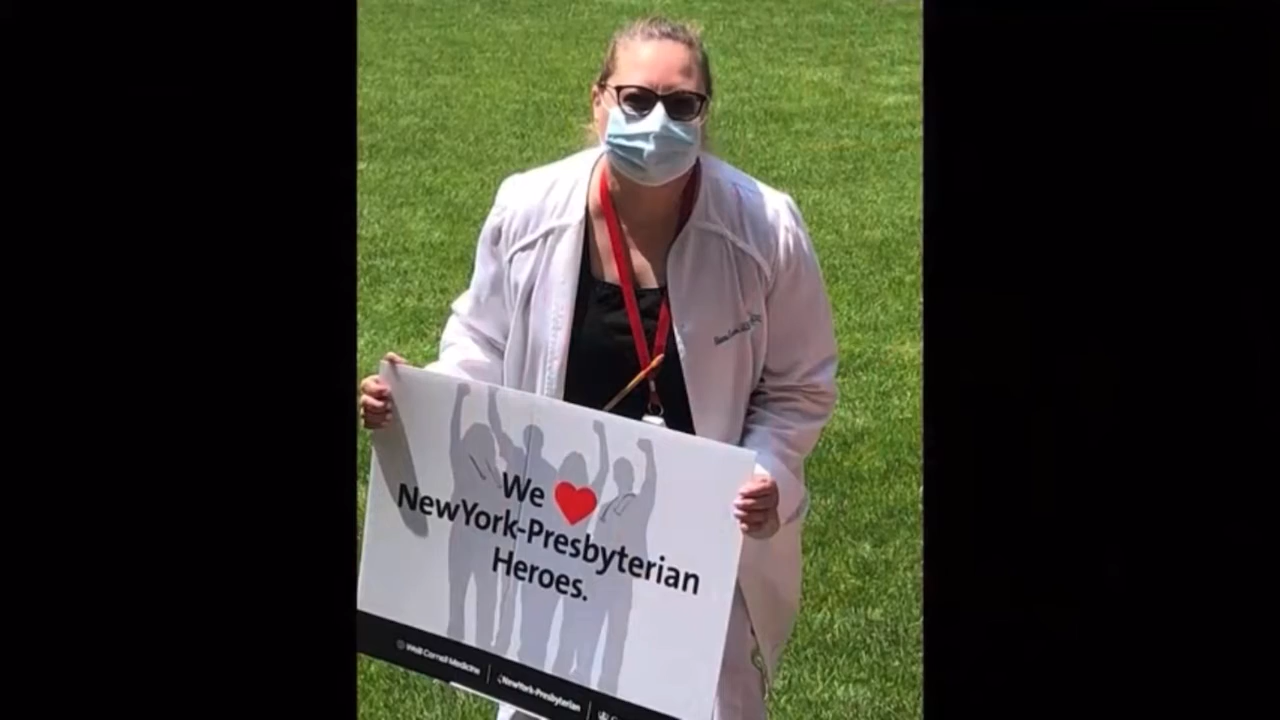 We ❤
NewYork-Presbyterian
Heroes.
Weill Cornell Medicine
NewYork-Presbyterian